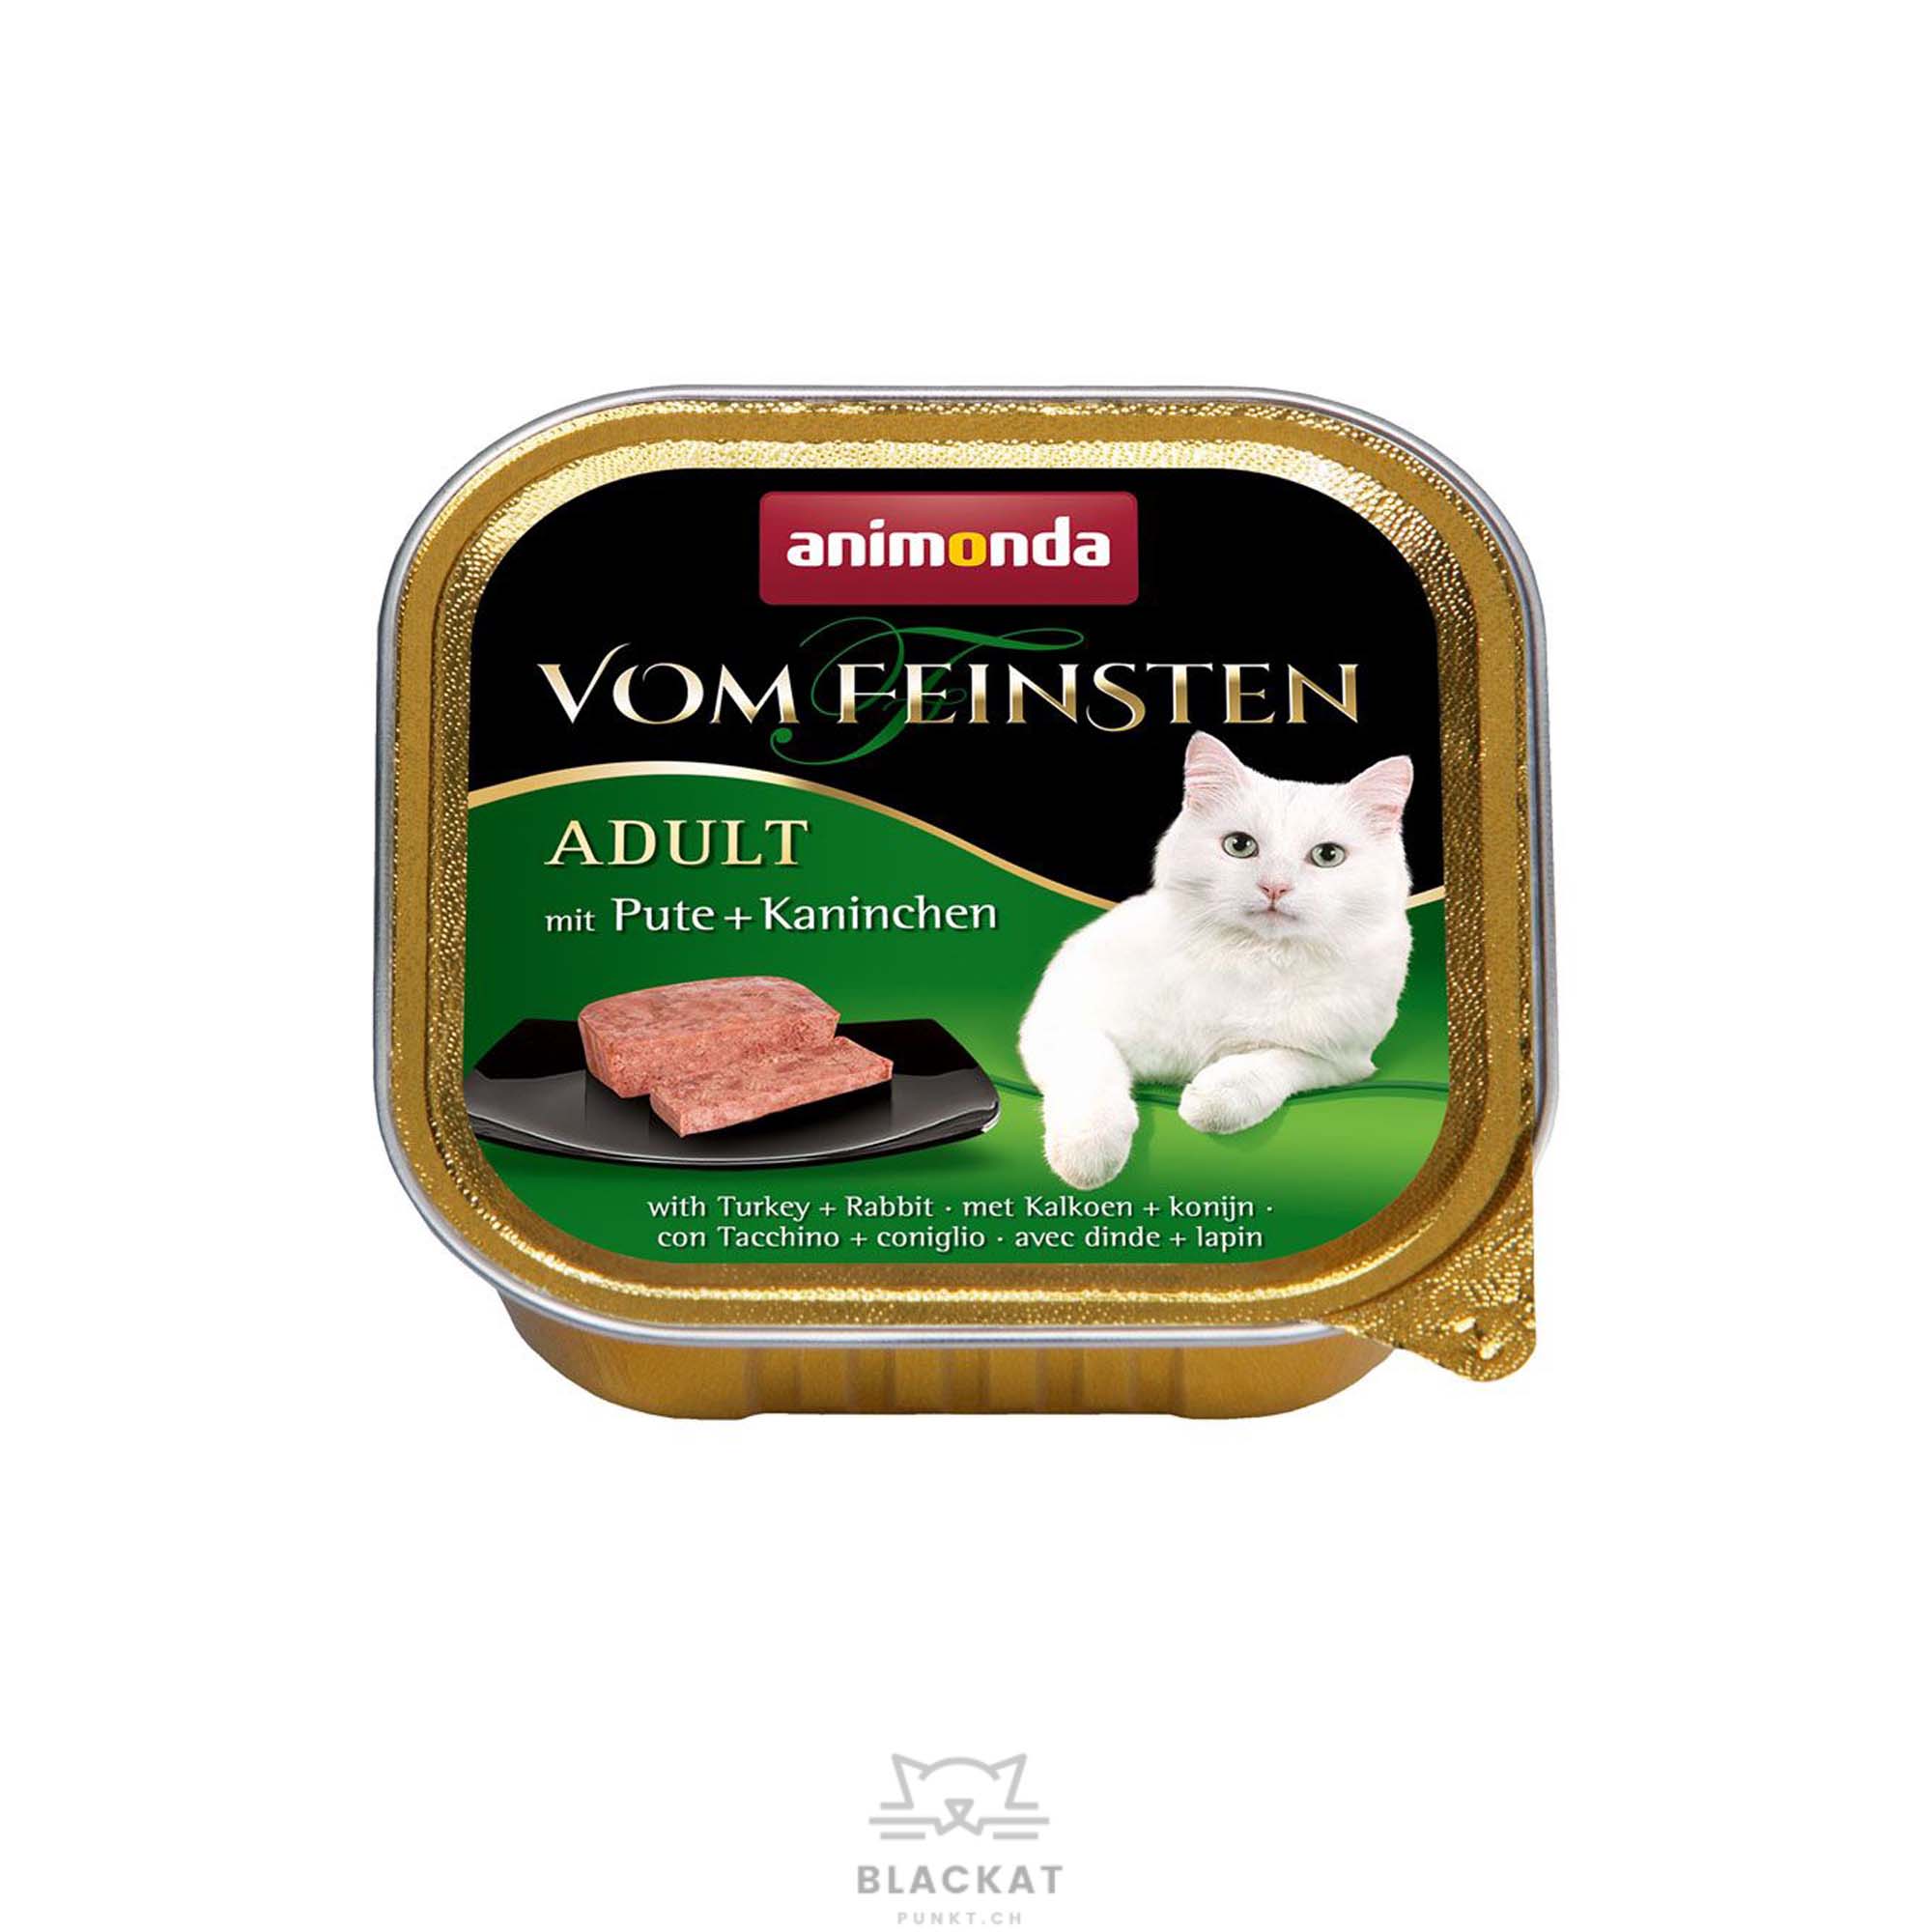 animonda
VOM FEINSTEN
ADULT
mit Pute + Kaninchen
with Turkey + Rabbit · met Kalkoen + konijn ·
con Tacchino + coniglio · avec dinde + lapin
BLACKAT
PUNKT.CH